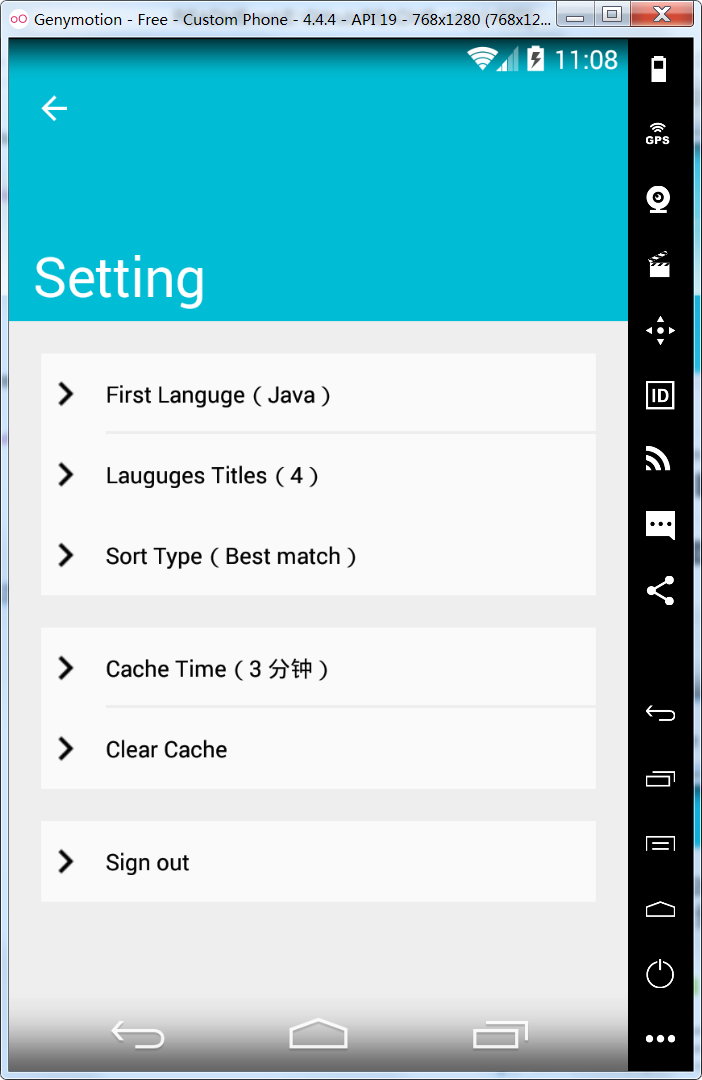 Genymotion - Free - Custom Phone - 4.4.4 - API 19 - 768x1280 (768x12...
11:08
GPS
Setting
ID
First Languge ( Java )
Lauguges Titles ( 4 )
Sort Type ( Best match )
Cache Time ( 3 分钟 )
Clear Cache
Sign out